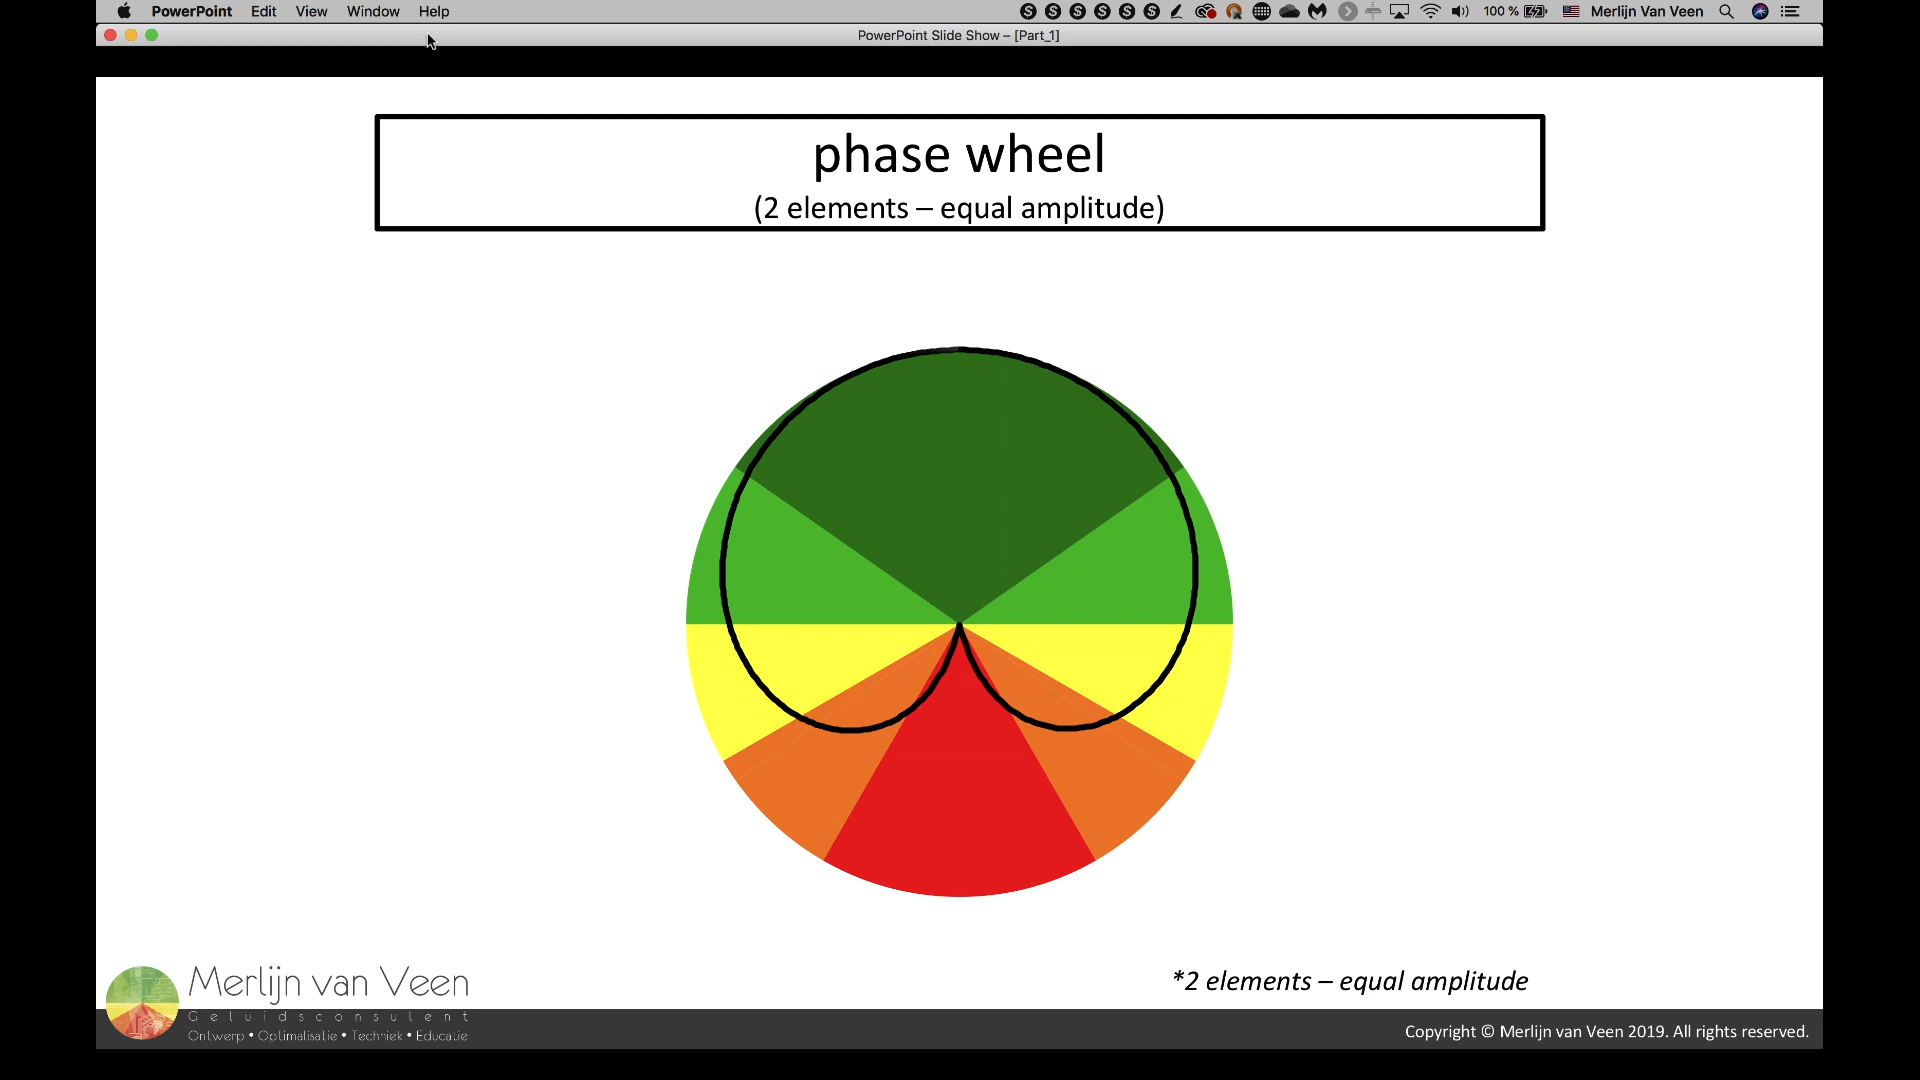 PowerPoint Edit View Window Help
100 % Merlijn Van Veen
PowerPoint Slide Show – [Part_1]
phase wheel
(2 elements – equal amplitude)
*2 elements – equal amplitude
Merlijn van Veen
Geluidsconsulent
Ontwerp • Optimalisatie • Techniek • Educatie
Copyright © Merlijn van Veen 2019. All rights reserved.